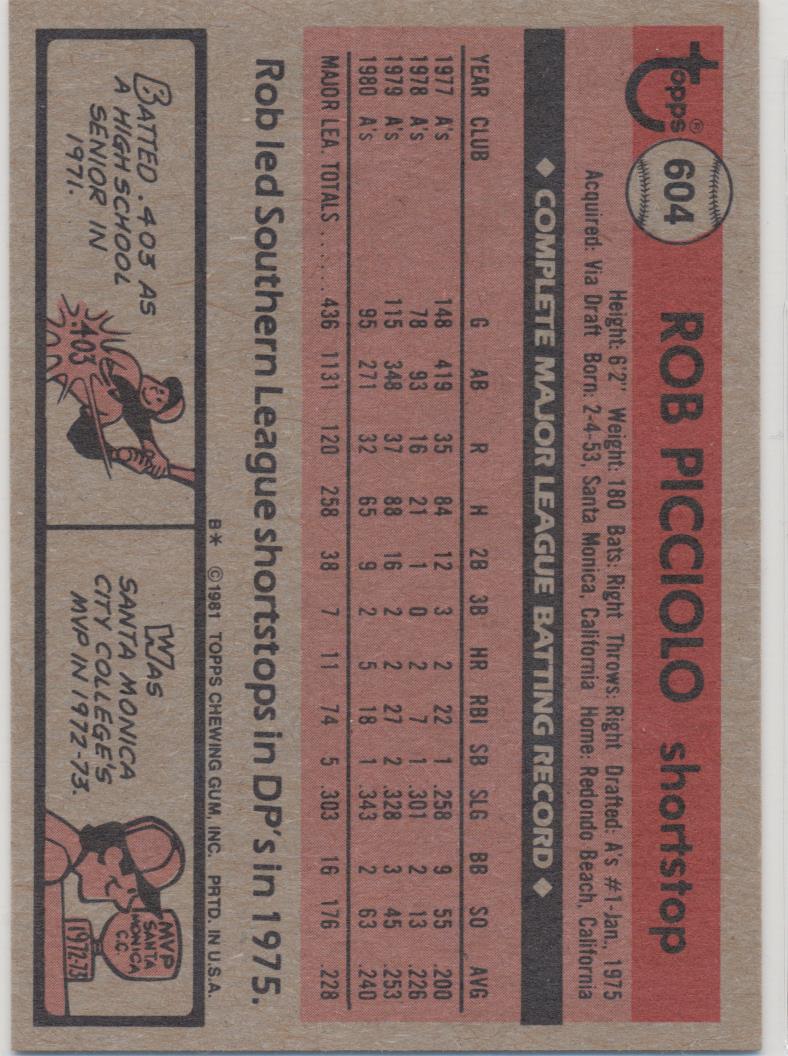 Topps® 604 ROB PICCIOLO shortstop
Height: 6'2" Weight: 180 Bats: Right Throws: Right Drafted: A's #1-Jan., 1975
Acquired: Via Draft Born: 2-4-53, Santa Monica, California Home: Redondo Beach, California
◆ COMPLETE MAJOR LEAGUE BATTING RECORD ◆
YEAR CLUB G AB R H 2B 3B HR RBI SB SLG BB SO AVG
1977 A's 148 419 35 84 12 3 2 22 1 .258 9 55 .200
1978 A's 78 93 16 21 1 0 2 7 1 .301 2 13 .226
1979 A's 115 348 37 88 16 2 2 27 2 .328 3 45 .253
1980 A's 95 271 32 65 9 2 5 18 1 .343 2 63 .240
MAJOR LEA. TOTALS ...... 436 1131 120 258 38 7 11 74 5 .303 16 176 .228
Rob led Southern League shortstops in DP's in 1975.
B* ©1981 TOPPS CHEWING GUM, INC. PRTD. IN U.S.A.
BATTED .403 AS
A HIGH SCHOOL
SENIOR IN
1971.
.403
WAS
SANTA MONICA
CITY COLLEGE'S
MVP IN 1972-73.
MVP
SANTA
MONICA
C.C.
1972-73